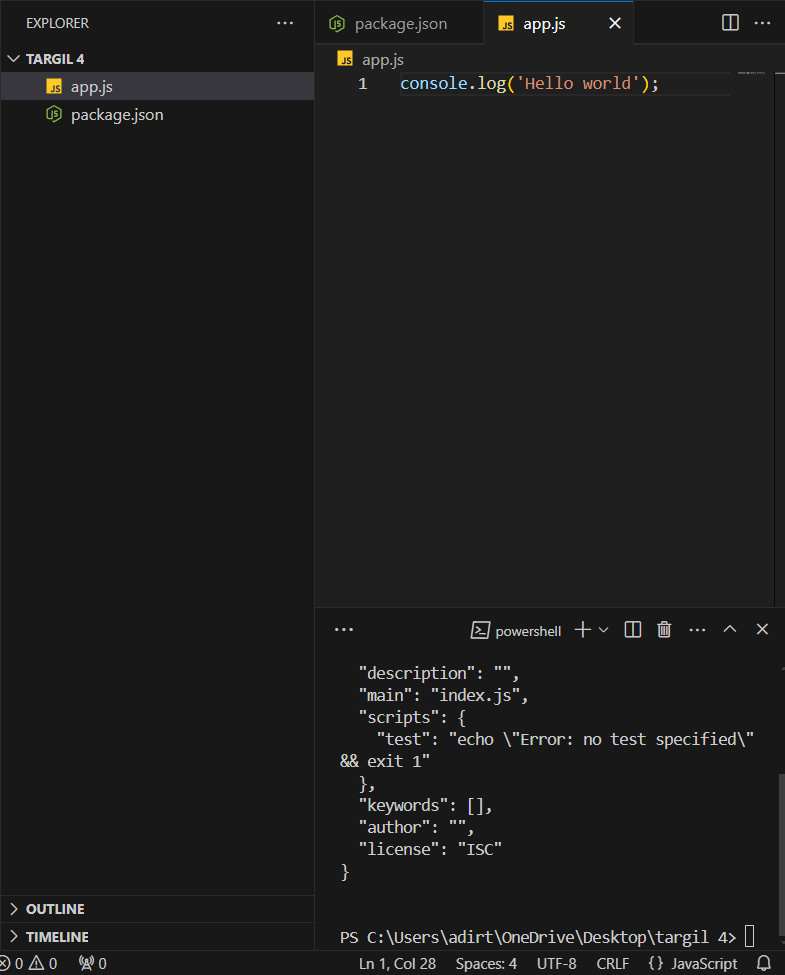 EXPLORER
TARGIL 4
app.js
package.json
OUTLINE
TIMELINE
package.json
app.js
app.js
1 console.log('Hello world');
powershell
"description": "",
"main": "index.js",
"scripts": {
"test": "echo \"Error: no test specified\"
&& exit 1"
},
"keywords": [],
"author": "",
"license": "ISC"
}
PS C:\Users\adirt\OneDrive\Desktop\targil 4>
0 0 0 Ln 1, Col 28 Spaces: 4 UTF-8 CRLF {} JavaScript